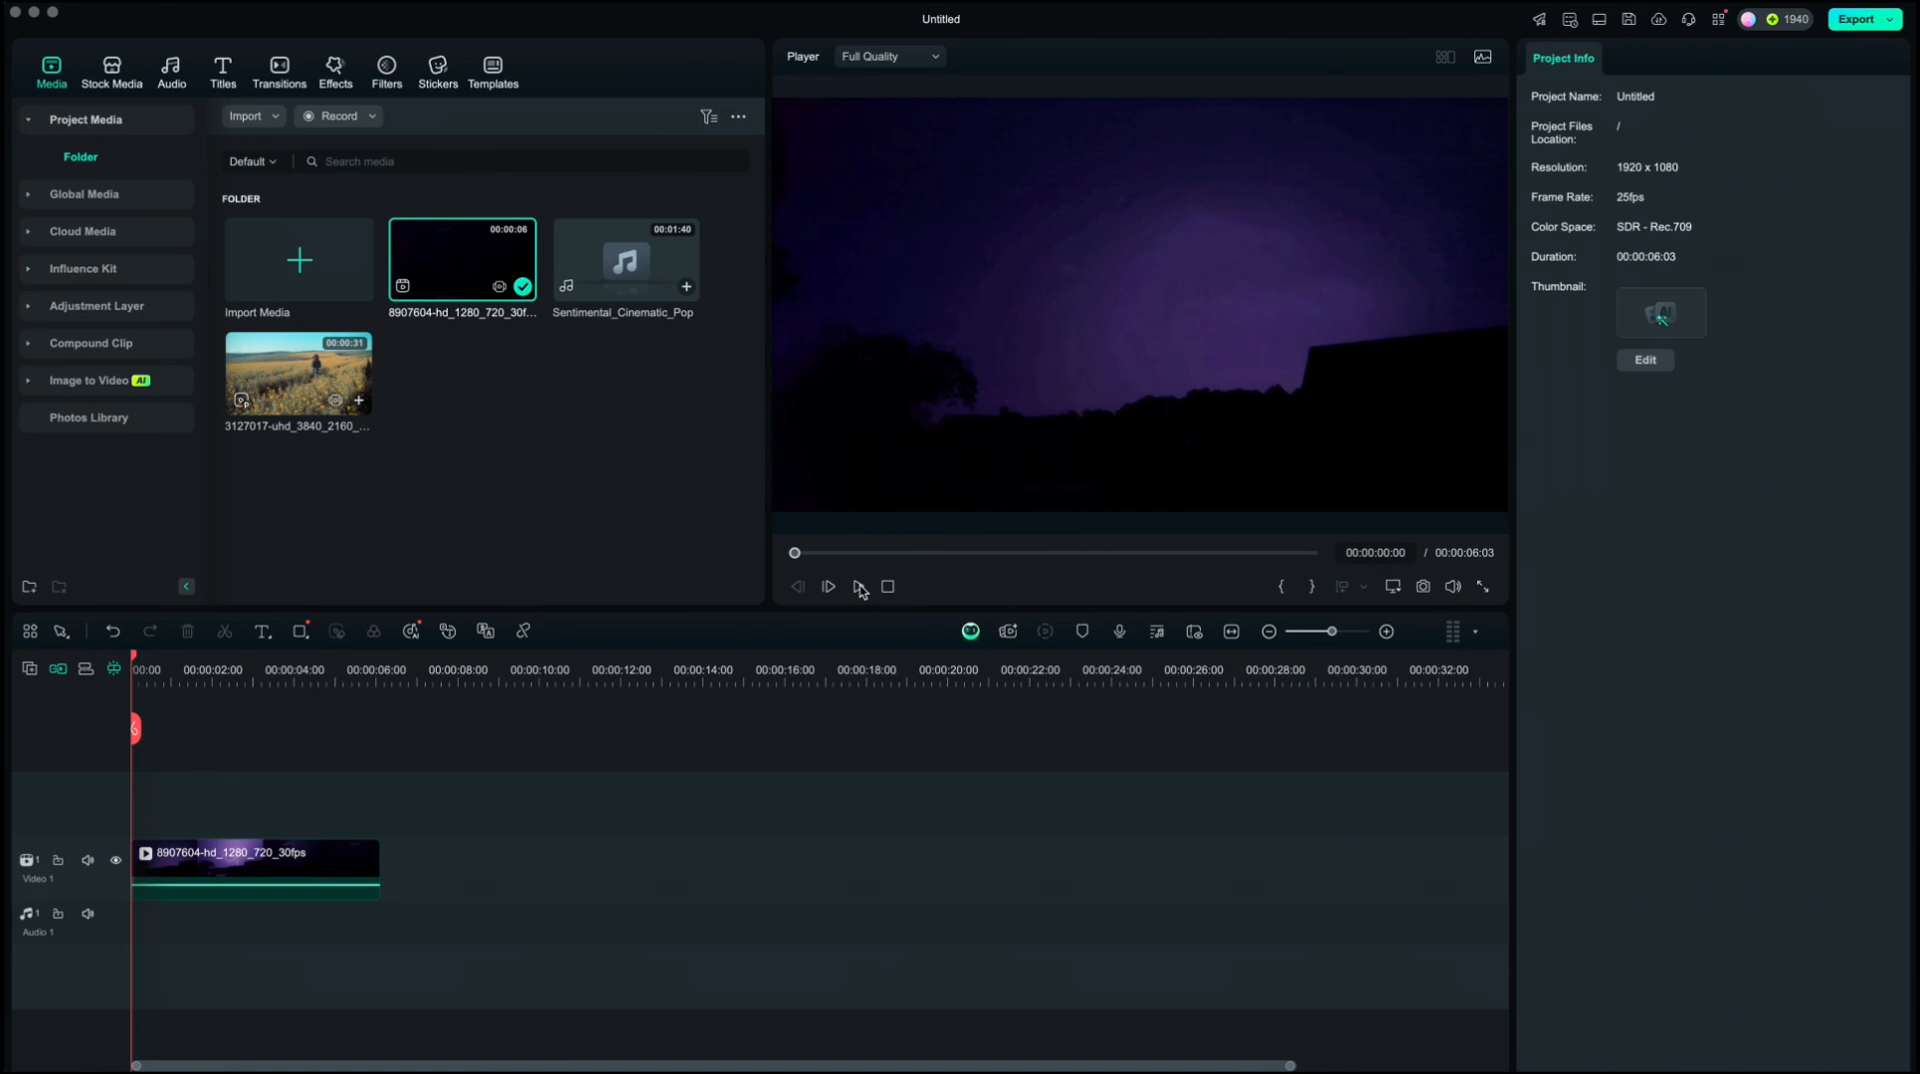 Untitled
1940
Export
Media
Stock Media
Audio
Titles
Transitions
Effects
Filters
Stickers
Templates
Project Media
Folder
Global Media
Cloud Media
Influence Kit
Adjustment Layer
Compound Clip
Image to Video AI
Photos Library
Import
Record
Default
Search media
FOLDER
Import Media
00:00:06
8907604-hd_1280_720_30f...
00:01:40
Sentimental_Cinematic_Pop
00:00:31
3127017-uhd_3840_2160_...
Player
Full Quality
00:00:00:00 / 00:00:06:03
Project Info
Project Name: Untitled
Project Files Location: /
Resolution: 1920 x 1080
Frame Rate: 25fps
Color Space: SDR - Rec.709
Duration: 00:00:06:03
Thumbnail:
AI
Edit
:00:00 00:00:02:00 00:00:04:00 00:00:06:00 00:00:08:00 00:00:10:00 00:00:12:00 00:00:14:00 00:00:16:00 00:00:18:00 00:00:20:00 00:00:22:00 00:00:24:00 00:00:26:00 00:00:28:00 00:00:30:00 00:00:32:00
1
8907604-hd_1280_720_30fps
Video 1
1
Audio 1